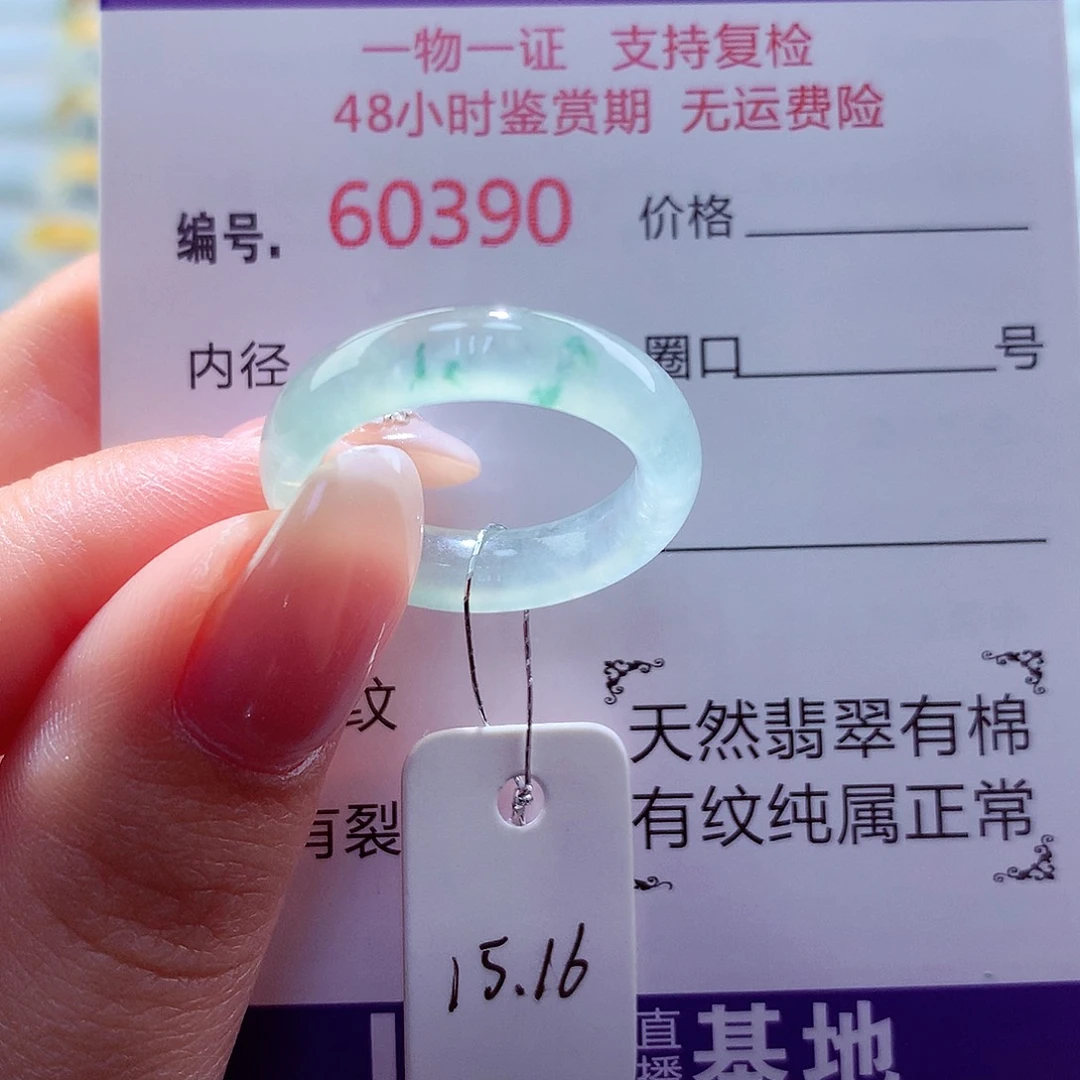 一物一证 支持复检
48小时鉴赏期 无运费险
编号. 60390 价格
内径 圈口 号
纹 天然翡翠有棉
有裂 有纹纯属正常
15.16
直播 基地